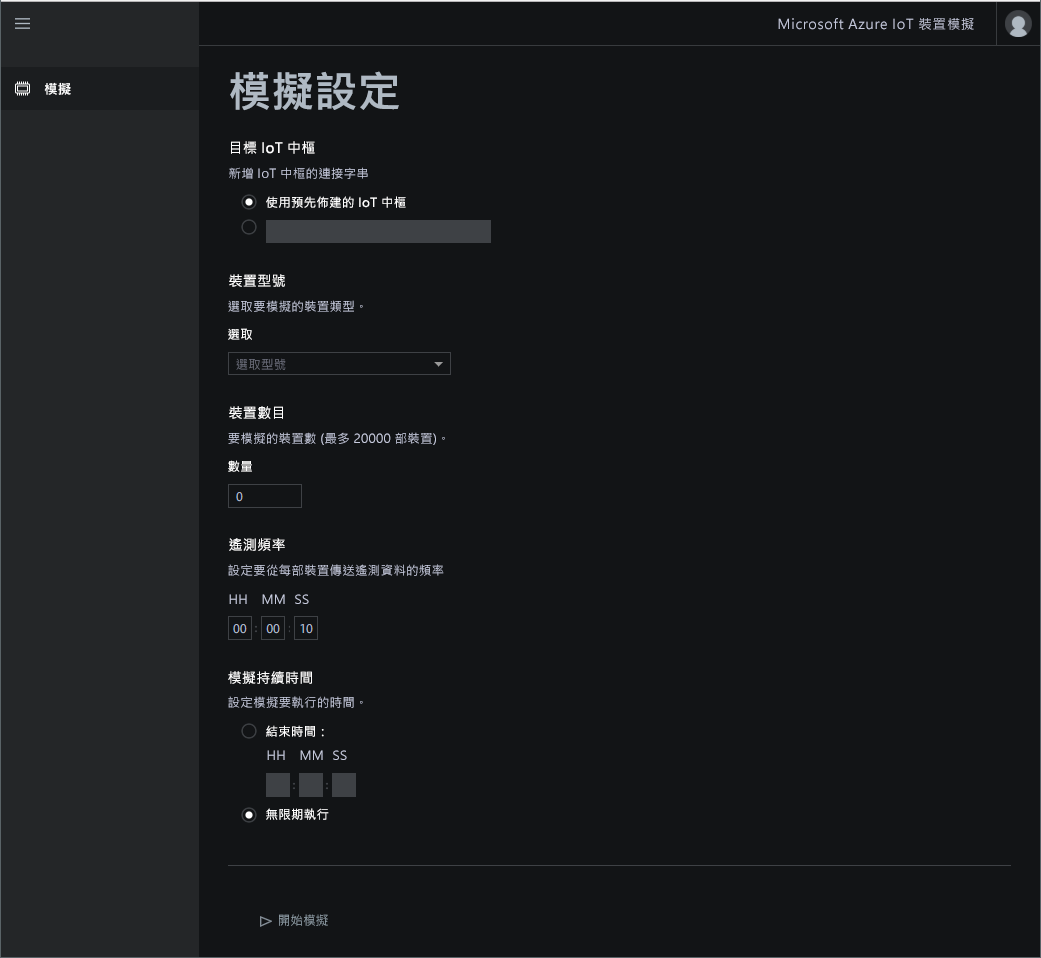 Microsoft Azure IoT 裝置模擬
模擬
模擬設定
目標 IoT 中樞
新增 IoT 中樞的連接字串
使用預先佈建的 IoT 中樞
裝置型號
選取要模擬的裝置類型。
選取
選取型號
裝置數目
要模擬的裝置數 (最多 20000 部裝置)。
數量
0
遙測頻率
設定要從每部裝置傳送遙測資料的頻率
HH MM SS
00 : 00 : 10
模擬持續時間
設定模擬要執行的時間。
結束時間：
HH MM SS
: :
無限期執行
開始模擬